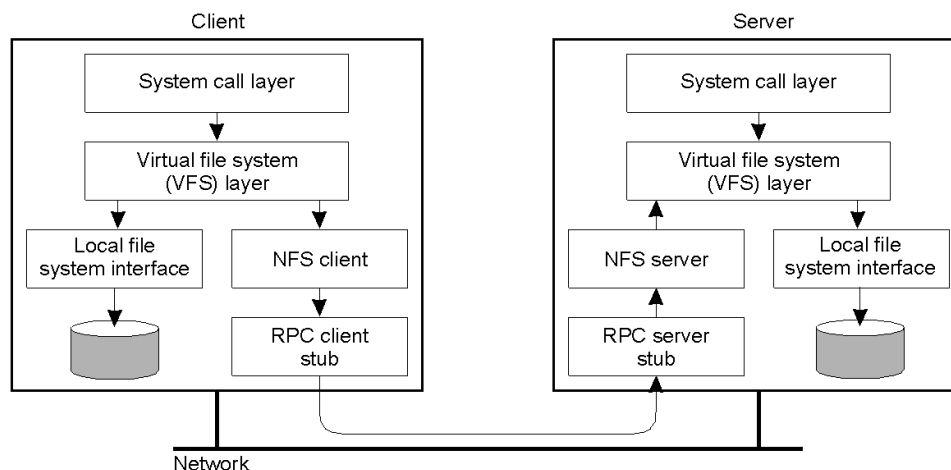 Client
Server
System call layer
System call layer
Virtual file system
(VFS) layer
Virtual file system
(VFS) layer
Local file
system interface
NFS client
NFS server
Local file
system interface
RPC client
stub
RPC server
stub
Network